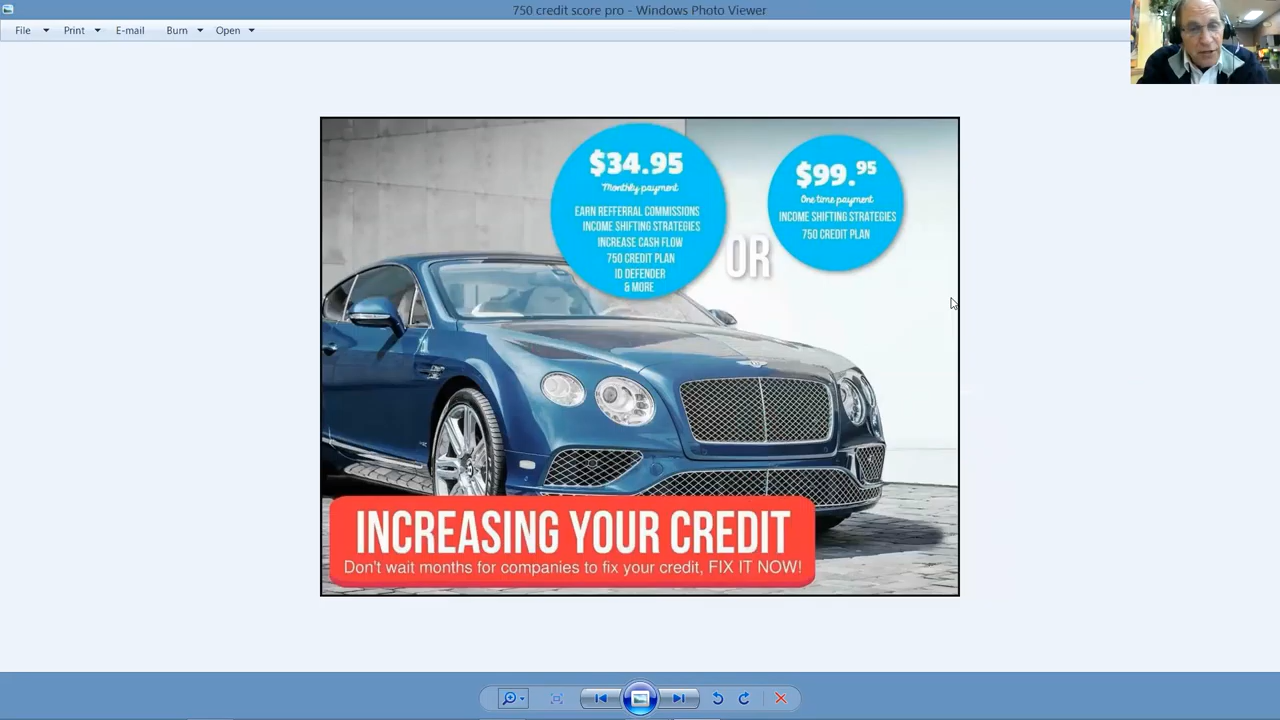 750 credit score pro - Windows Photo Viewer
File Print E-mail Burn Open
$34.95
Monthly payment
EARN REFFERRAL COMMISSIONS
INCOME SHIFTING STRATEGIES
INCREASE CASH FLOW
750 CREDIT PLAN
ID DEFENDER
& MORE
OR
$99.95
One time payment
INCOME SHIFTING STRATEGIES
750 CREDIT PLAN
INCREASING YOUR CREDIT
Don't wait months for companies to fix your credit, FIX IT NOW!